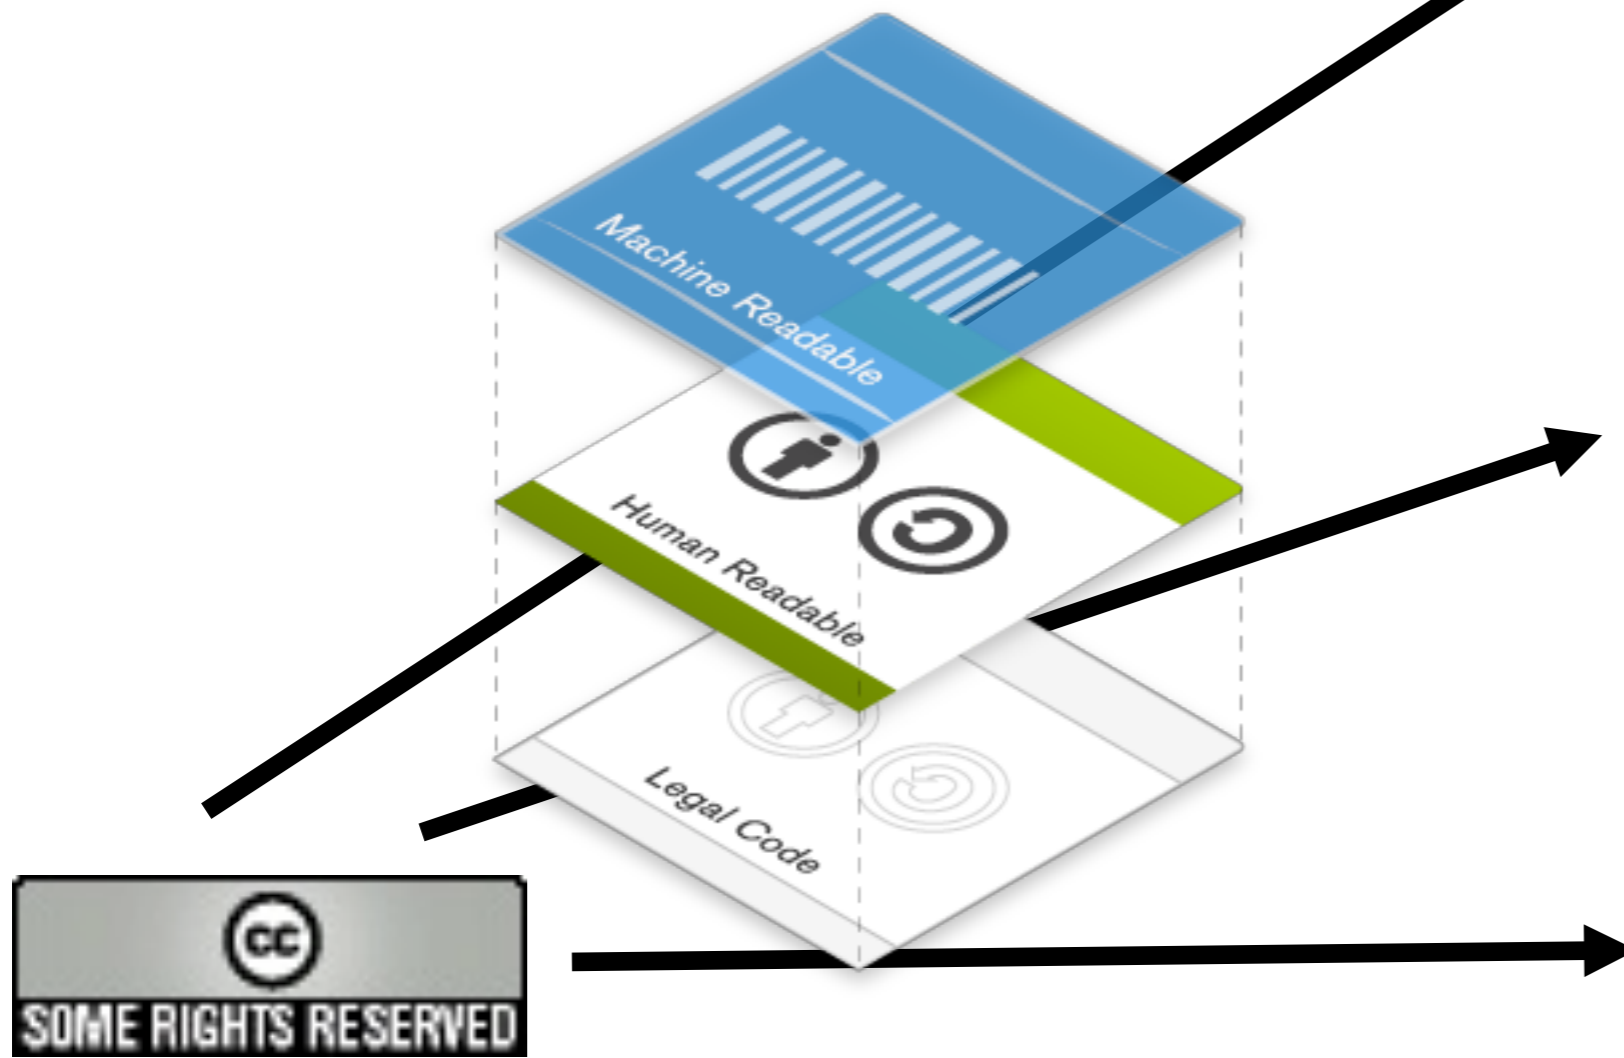 Machine Readable
Human Readable
Legal Code
cc
SOME RIGHTS RESERVED